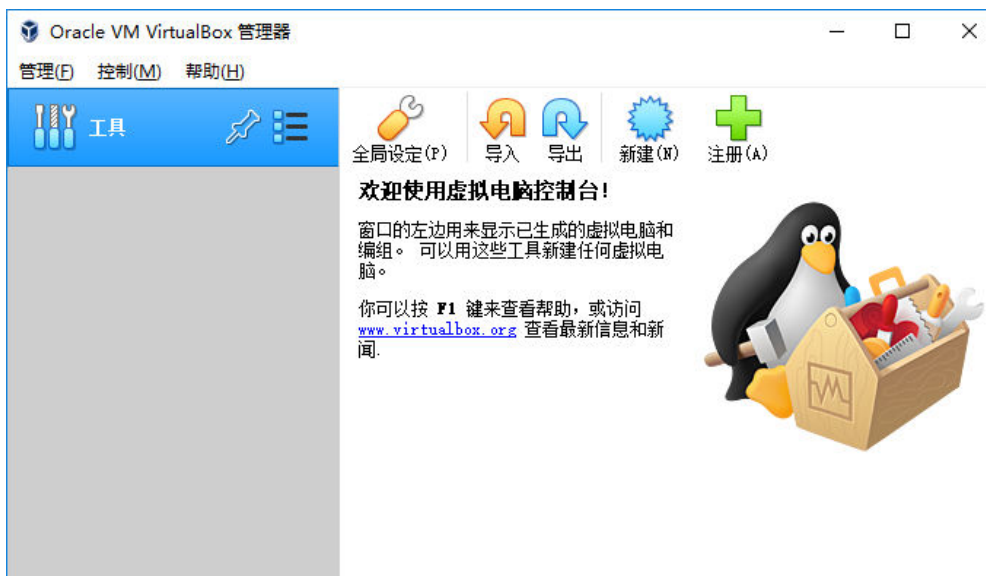 Oracle VM VirtualBox 管理器
管理(F) 控制(M) 帮助(H)
工具
全局设定(P) 导入 导出 新建(N) 注册(A)
欢迎使用虚拟电脑控制台!
窗口的左边用来显示已生成的虚拟电脑和
编组。 可以用这些工具新建任何虚拟电
脑。
你可以按 F1 键来查看帮助，或访问
www.virtualbox.org 查看最新信息和新
闻.